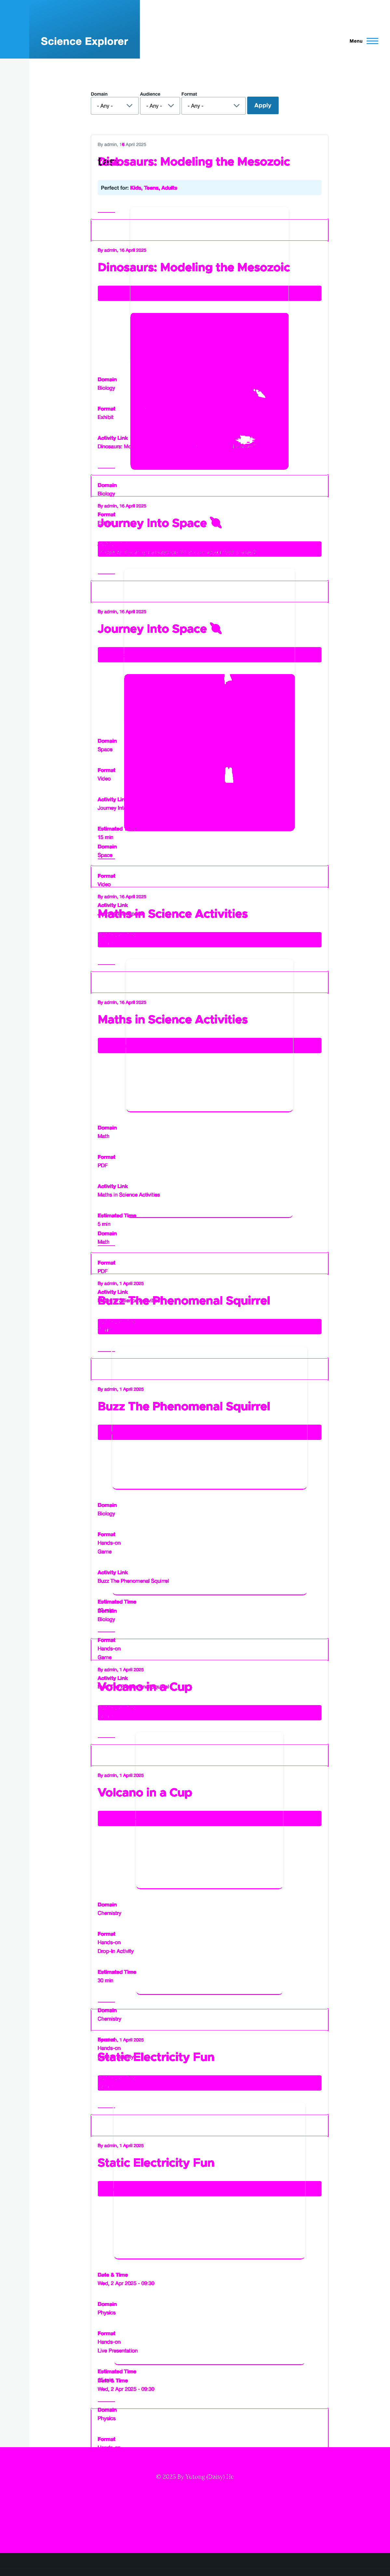 Science Explorer
Menu
Domain
Audience
Format
- Any -
- Any -
- Any -
Apply
By admin, 16 April 2025
Dinosaurs: Modeling the Mesozoic
Perfect for: Kids, Teens, Adults
By admin, 16 April 2025
Dinosaurs: Modeling the Mesozoic
Domain
Biology
Format
Exhibit
Activity Link
Dinosaurs:
Domain
Biology
By admin, 16 April 2025
Format
Journey Into Space
By admin, 16 April 2025
Journey Into Space
Domain
Space
Format
Video
Activity Link
Journey
Estimated
15 min
Domain
Space
Format
Video
By admin, 16 April 2025
Activity Link
Maths in Science Activities
By admin, 16 April 2025
Maths in Science Activities
Domain
Math
Format
PDF
Activity Link
Maths in Science Activities
Estimated Time
5 min
Domain
Math
Format
PDF
By admin, 1 April 2025
Activity Link
Buzz The Phenomenal Squirrel
By admin, 1 April 2025
Buzz The Phenomenal Squirrel
Domain
Biology
Format
Hands-on
Game
Activity Link
Buzz The Phenomenal Squirrel
Estimated Time
Domain
Biology
Format
Hands-on
Game
By admin, 1 April 2025
Activity Link
Volcano in a Cup
By admin, 1 April 2025
Volcano in a Cup
Domain
Chemistry
Format
Hands-on
Drop-In Activity
Estimated Time
30 min
Domain
Chemistry
By admin, 1 April 2025
Hands-on
Static Electricity Fun
By admin, 1 April 2025
Static Electricity Fun
Date & Time
Wed, 2 Apr 2025 - 09:30
Domain
Physics
Format
Hands-on
Live Presentation
Estimated Time
Date & Time
Wed, 2 Apr 2025 - 09:30
Domain
Physics
Format
© 2025 By Yutong (Daisy) Lic